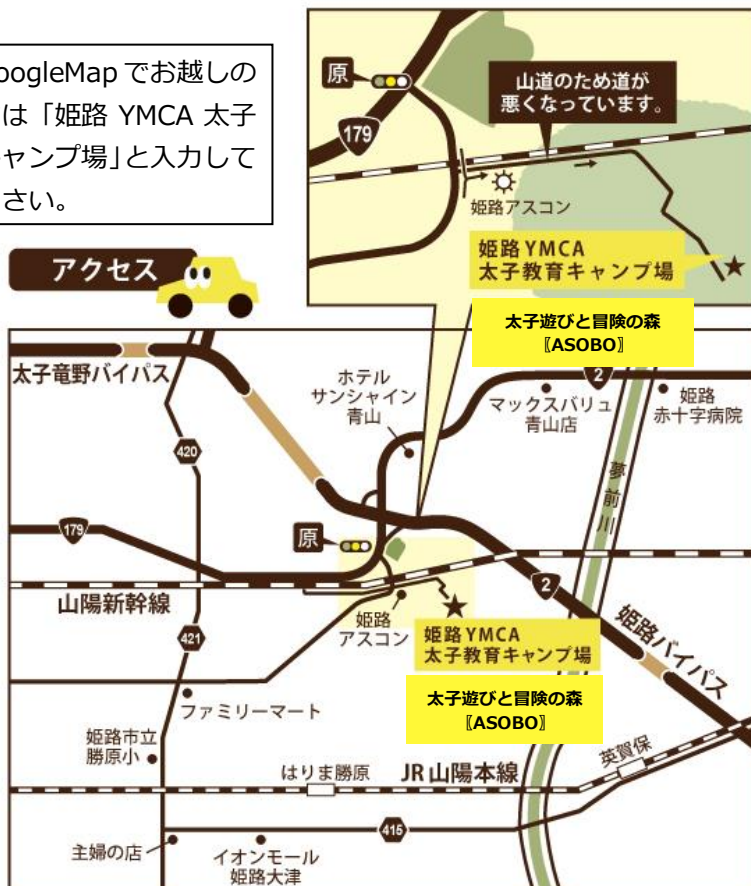 oogleMap でお越しの
は「姫路 YMCA 太子
ャンプ場」と入力して
さい。
アクセス
原
179
山道のため道が
悪くなっています。
姫路アスコン
姫路YMCA
太子教育キャンプ場
太子遊びと冒険の森
〖ASOBO〗
太子竜野バイパス
ホテル
サンシャイン
青山
2
マックスバリュ
青山店
姫路
赤十字病院
420
夢前川
179
原
山陽新幹線
姫路
アスコン
2
姫路バイパス
421
姫路YMCA
太子教育キャンプ場
太子遊びと冒険の森
〖ASOBO〗
ファミリーマート
姫路市立
勝原小
はりま勝原
JR山陽本線
英賀保
415
主婦の店
イオンモール
姫路大津